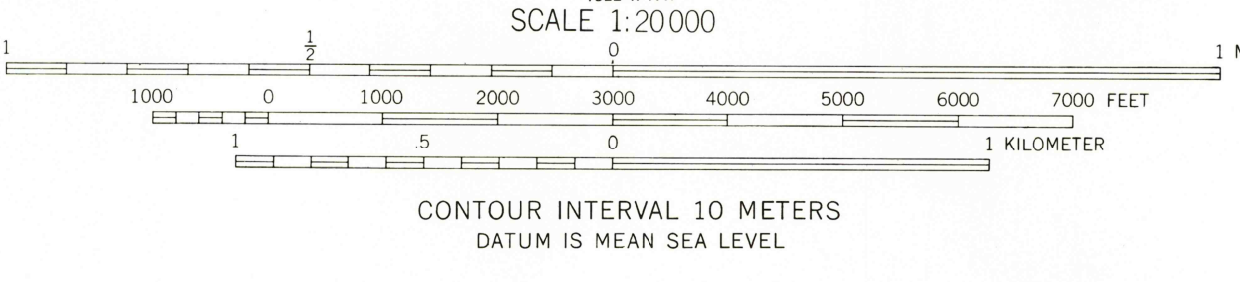 SCALE 1:20000
1 1/2 0 1
1000 0 1000 2000 3000 4000 5000 6000 7000 FEET
1 .5 0 1 KILOMETER
CONTOUR INTERVAL 10 METERS
DATUM IS MEAN SEA LEVEL